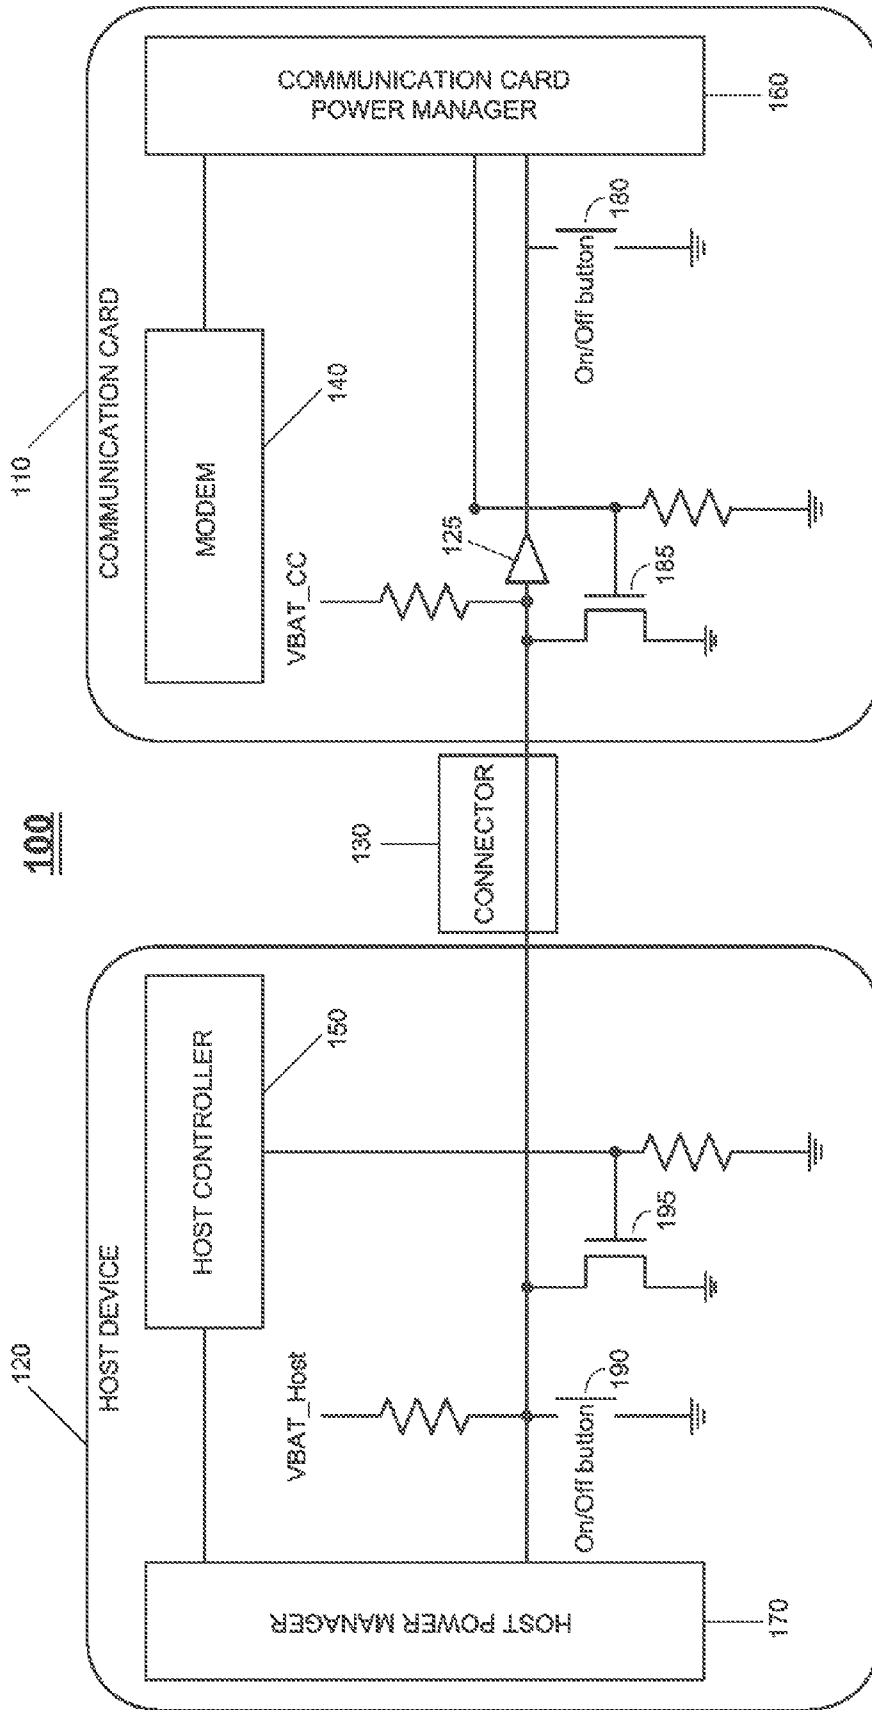 100
120
HOST DEVICE
HOST CONTROLLER
150
VBAT_Host
HOST POWER MANAGER
170
On/Off button
190
195
CONNECTOR
130
110
COMMUNICATION CARD
MODEM
140
VBAT_CC
125
185
On/Off button
180
COMMUNICATION CARD
POWER MANAGER
160